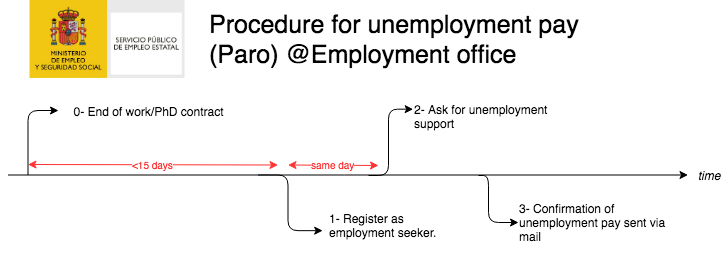 MINISTERIO
DE EMPLEO
Y SEGURIDAD SOCIAL
SERVICIO PÚBLICO
DE EMPLEO ESTATAL
Procedure for unemployment pay
(Paro) @Employment office
0- End of work/PhD contract
2- Ask for unemployment
support
<15 days
same day
time
1- Register as
employment seeker.
3- Confirmation of
unemployment pay sent via
mail